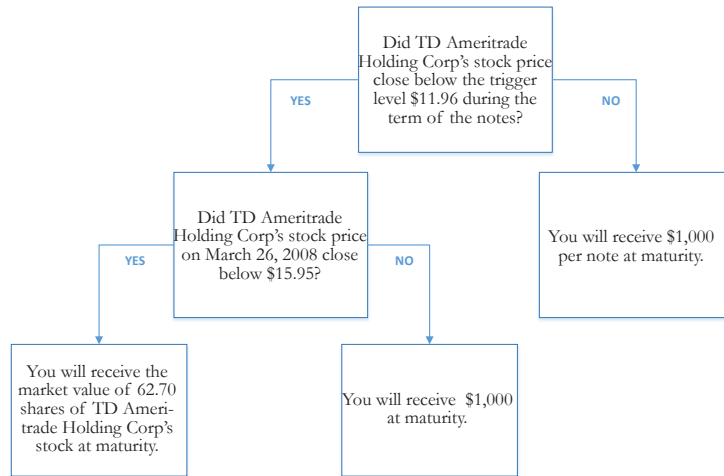 Did TD Ameritrade
Holding Corp's stock price
close below the trigger
level $11.96 during the
term of the notes?
YES
NO
Did TD Ameritrade
Holding Corp's stock price
on March 26, 2008 close
below $15.95?
You will receive $1,000
per note at maturity.
YES
NO
You will receive the
market value of 62.70
shares of TD Ameri-
trade Holding Corp's
stock at maturity.
You will receive $1,000
at maturity.